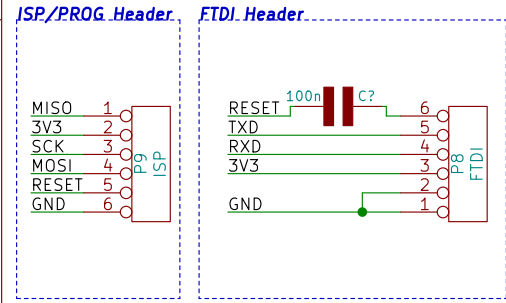 ISP/PROG Header
MISO 1
3V3 2
SCK 3
MOSI 4
RESET 5
GND 6
P9
ISP
FTDI Header
100n C?
RESET 6
TXD 5
RXD 4
3V3 3
2
GND 1
P8
FTDI